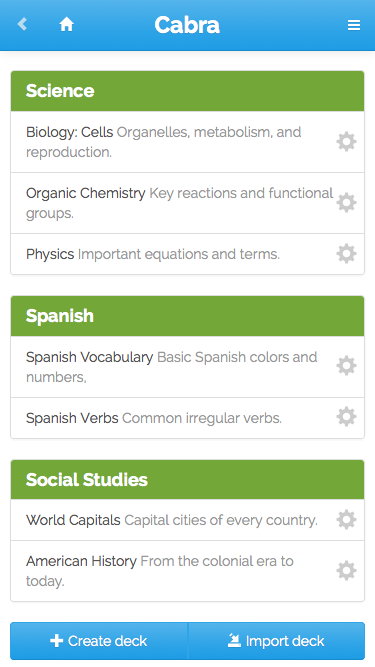 Cabra
Science
Biology: Cells Organelles, metabolism, and
reproduction.
Organic Chemistry Key reactions and functional
groups.
Physics Important equations and terms.
Spanish
Spanish Vocabulary Basic Spanish colors and
numbers,
Spanish Verbs Common irregular verbs.
Social Studies
World Capitals Capital cities of every country.
American History From the colonial era to
today.
Create deck
Import deck